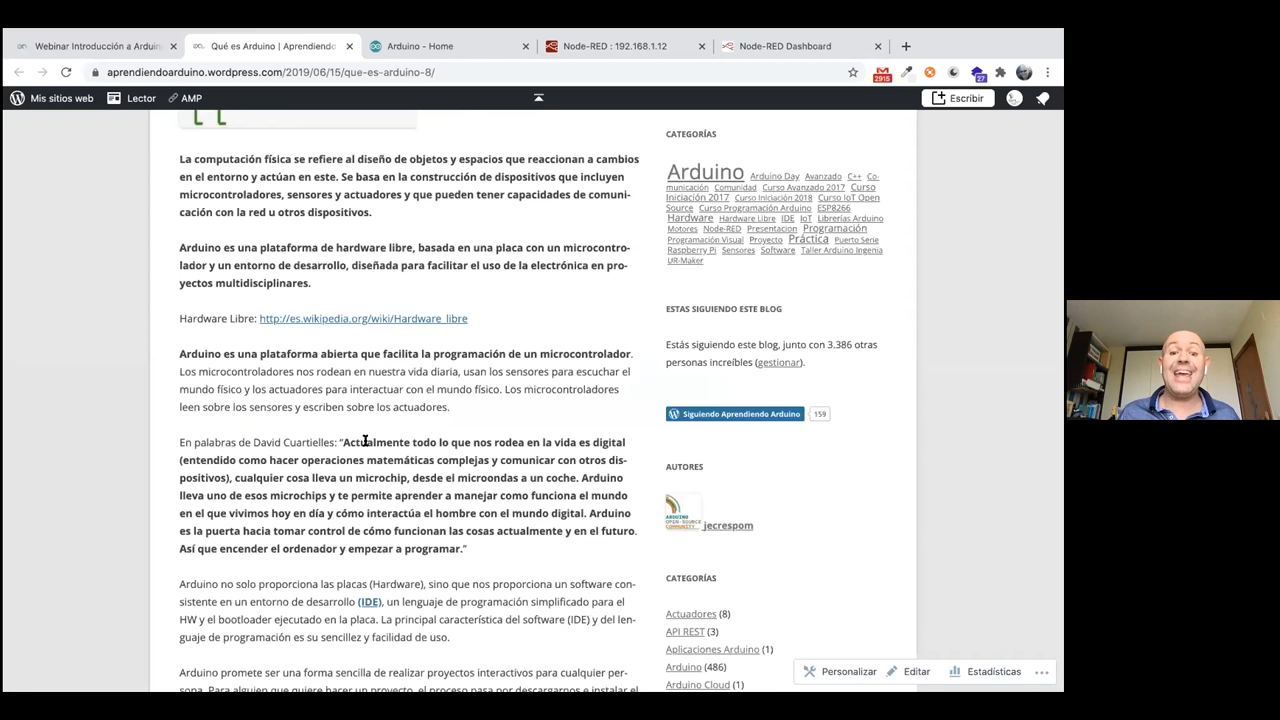 Webinar Introducción a Arduin
Qué es Arduino | Aprendiendo
Arduino - Home
Node-RED : 192.168.1.12
Node-RED Dashboard
aprendiendoarduino.wordpress.com/2019/06/15/que-es-arduino-8/
2915
27
Mis sitios web
Lector
AMP
Escribir
La computación física se refiere al diseño de objetos y espacios que reaccionan a cambios
en el entorno y actúan en este. Se basa en la construcción de dispositivos que incluyen
microcontroladores, sensores y actuadores y que pueden tener capacidades de comuni-
cación con la red u otros dispositivos.
Arduino es una plataforma de hardware libre, basada en una placa con un microcontro-
lador y un entorno de desarrollo, diseñada para facilitar el uso de la electrónica en pro-
yectos multidisciplinares.
Hardware Libre: http://es.wikipedia.org/wiki/Hardware_libre
Arduino es una plataforma abierta que facilita la programación de un microcontrolador.
Los microcontroladores nos rodean en nuestra vida diaria, usan los sensores para escuchar el
mundo físico y los actuadores para interactuar con el mundo físico. Los microcontroladores
leen sobre los sensores y escriben sobre los actuadores.
En palabras de David Cuartielles: “Actualmente todo lo que nos rodea en la vida es digital
(entendido como hacer operaciones matemáticas complejas y comunicar con otros dis-
positivos), cualquier cosa lleva un microchip, desde el microondas a un coche. Arduino
lleva uno de esos microchips y te permite aprender a manejar como funciona el mundo
en el que vivimos hoy en día y cómo interactúa el hombre con el mundo digital. Arduino
es la puerta hacia tomar control de cómo funcionan las cosas actualmente y en el futuro.
Así que encender el ordenador y empezar a programar.”
Arduino no solo proporciona las placas (Hardware), sino que nos proporciona un software con-
sistente en un entorno de desarrollo (IDE), un lenguaje de programación simplificado para el
HW y el bootloader ejecutado en la placa. La principal característica del software (IDE) y del len-
guaje de programación es su sencillez y facilidad de uso.
Arduino promete ser una forma sencilla de realizar proyectos interactivos para cualquier per-
sona. Para alguien que quiere hacer un proyecto, el proceso pasa por descargarnos e instalar el
CATEGORÍAS
Arduino Arduino Day Avanzado C++ Co-
municación Comunidad Curso Avanzado 2017 Curso
Iniciación 2017 Curso Iniciación 2018 Curso IoT Open
Source Curso Programación Arduino ESP8266
Hardware Hardware Libre IDE IoT Librerías Arduino
Motores Node-RED Presentacion Programación
Programación Visual Proyecto Práctica Puerto Serie
Raspberry Pi Sensores Software Taller Arduino Ingenia
UR-Maker
ESTAS SIGUIENDO ESTE BLOG
Estás siguiendo este blog, junto con 3.386 otras
personas increíbles (gestionar).
Siguiendo Aprendiendo Arduino
159
AUTORES
ARDUINO
OPEN-SOURCE
COMMUNITY
jecrespom
CATEGORÍAS
Actuadores (8)
API REST (3)
Aplicaciones Arduino (1)
Arduino (486)
Arduino Cloud (1)
Personalizar
Editar
Estadísticas